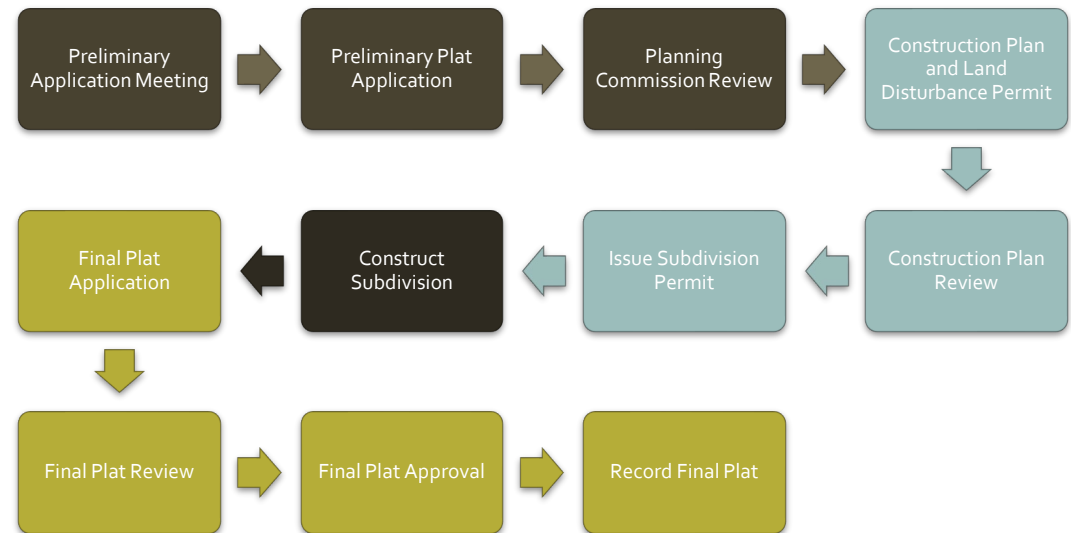 Preliminary
Application Meeting
Preliminary Plat
Application
Planning
Commission Review
Construction Plan
and Land
Disturbance Permit
Final Plat
Application
Construct
Subdivision
Issue Subdivision
Permit
Construction Plan
Review
Final Plat Review
Final Plat Approval
Record Final Plat